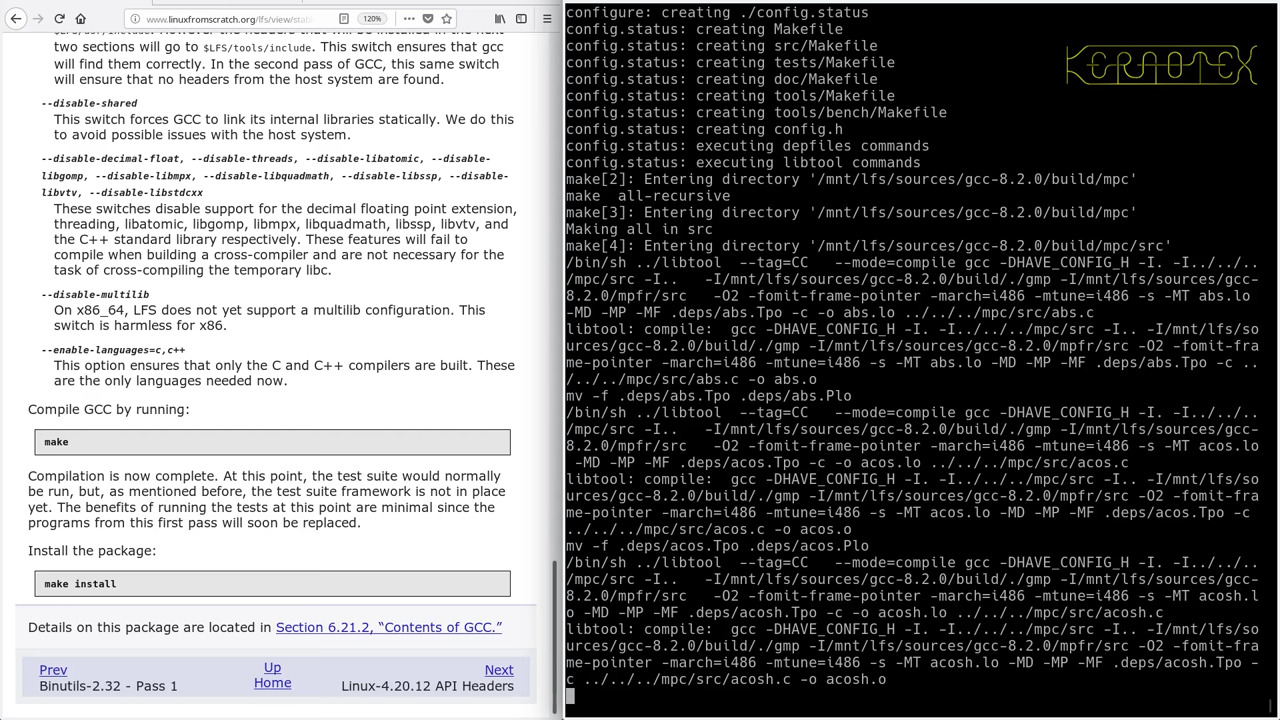 www.linuxfromscratch.org/lfs/view/stabl
120%
two sections will go to $LFS/tools/include. This switch ensures that gcc
will find them correctly. In the second pass of GCC, this same switch
will ensure that no headers from the host system are found.
--disable-shared
This switch forces GCC to link its internal libraries statically. We do this
to avoid possible issues with the host system.
--disable-decimal-float, --disable-threads, --disable-libatomic, --disable-
libgomp, --disable-libmpx, --disable-libquadmath, --disable-libssp, --disable-
libvtv, --disable-libstdcxx
These switches disable support for the decimal floating point extension,
threading, libatomic, libgomp, libmpx, libquadmath, libssp, libvtv, and
the C++ standard library respectively. These features will fail to
compile when building a cross-compiler and are not necessary for the
task of cross-compiling the temporary libc.
--disable-multilib
On x86_64, LFS does not yet support a multilib configuration. This
switch is harmless for x86.
--enable-languages=c,c++
This option ensures that only the C and C++ compilers are built. These
are the only languages needed now.
Compile GCC by running:
make
Compilation is now complete. At this point, the test suite would normally
be run, but, as mentioned before, the test suite framework is not in place
yet. The benefits of running the tests at this point are minimal since the
programs from this first pass will soon be replaced.
Install the package:
make install
Details on this package are located in Section 6.21.2, “Contents of GCC.”
Prev Up Next
Binutils-2.32 - Pass 1 Home Linux-4.20.12 API Headers
configure: creating ./config.status
config.status: creating Makefile
config.status: creating src/Makefile
config.status: creating tests/Makefile
config.status: creating doc/Makefile
config.status: creating tools/Makefile
config.status: creating tools/bench/Makefile
config.status: creating config.h
config.status: executing depfiles commands
config.status: executing libtool commands
make[2]: Entering directory '/mnt/lfs/sources/gcc-8.2.0/build/mpc'
make  all-recursive
make[3]: Entering directory '/mnt/lfs/sources/gcc-8.2.0/build/mpc'
Making all in src
make[4]: Entering directory '/mnt/lfs/sources/gcc-8.2.0/build/mpc/src'
/bin/sh ../libtool  --tag=CC   --mode=compile gcc -DHAVE_CONFIG_H -I. -I../../..
/mpc/src -I..   -I/mnt/lfs/sources/gcc-8.2.0/build/./gmp -I/mnt/lfs/sources/gcc-
8.2.0/mpfr/src   -O2 -fomit-frame-pointer -march=i486 -mtune=i486 -s -MT abs.lo
-MD -MP -MF .deps/abs.Tpo -c -o abs.lo ../../../mpc/src/abs.c
libtool: compile:  gcc -DHAVE_CONFIG_H -I. -I../../../mpc/src -I.. -I/mnt/lfs/so
urces/gcc-8.2.0/build/./gmp -I/mnt/lfs/sources/gcc-8.2.0/mpfr/src -O2 -fomit-fra
me-pointer -march=i486 -mtune=i486 -s -MT abs.lo -MD -MP -MF .deps/abs.Tpo -c ..
/../../mpc/src/abs.c -o abs.o
mv -f .deps/abs.Tpo .deps/abs.Plo
/bin/sh ../libtool  --tag=CC   --mode=compile gcc -DHAVE_CONFIG_H -I. -I../../..
/mpc/src -I..   -I/mnt/lfs/sources/gcc-8.2.0/build/./gmp -I/mnt/lfs/sources/gcc-
8.2.0/mpfr/src   -O2 -fomit-frame-pointer -march=i486 -mtune=i486 -s -MT acos.lo
-MD -MP -MF .deps/acos.Tpo -c -o acos.lo ../../../mpc/src/acos.c
libtool: compile:  gcc -DHAVE_CONFIG_H -I. -I../../../mpc/src -I.. -I/mnt/lfs/so
urces/gcc-8.2.0/build/./gmp -I/mnt/lfs/sources/gcc-8.2.0/mpfr/src -O2 -fomit-fra
me-pointer -march=i486 -mtune=i486 -s -MT acos.lo -MD -MP -MF .deps/acos.Tpo -c
../../../mpc/src/acos.c -o acos.o
mv -f .deps/acos.Tpo .deps/acos.Plo
/bin/sh ../libtool  --tag=CC   --mode=compile gcc -DHAVE_CONFIG_H -I. -I../../..
/mpc/src -I..   -I/mnt/lfs/sources/gcc-8.2.0/build/./gmp -I/mnt/lfs/sources/gcc-
8.2.0/mpfr/src   -O2 -fomit-frame-pointer -march=i486 -mtune=i486 -s -MT acosh.l
o -MD -MP -MF .deps/acosh.Tpo -c -o acosh.lo ../../../mpc/src/acosh.c
libtool: compile:  gcc -DHAVE_CONFIG_H -I. -I../../../mpc/src -I.. -I/mnt/lfs/so
urces/gcc-8.2.0/build/./gmp -I/mnt/lfs/sources/gcc-8.2.0/mpfr/src -O2 -fomit-fra
me-pointer -march=i486 -mtune=i486 -s -MT acosh.lo -MD -MP -MF .deps/acosh.Tpo -
c ../../../mpc/src/acosh.c -o acosh.o